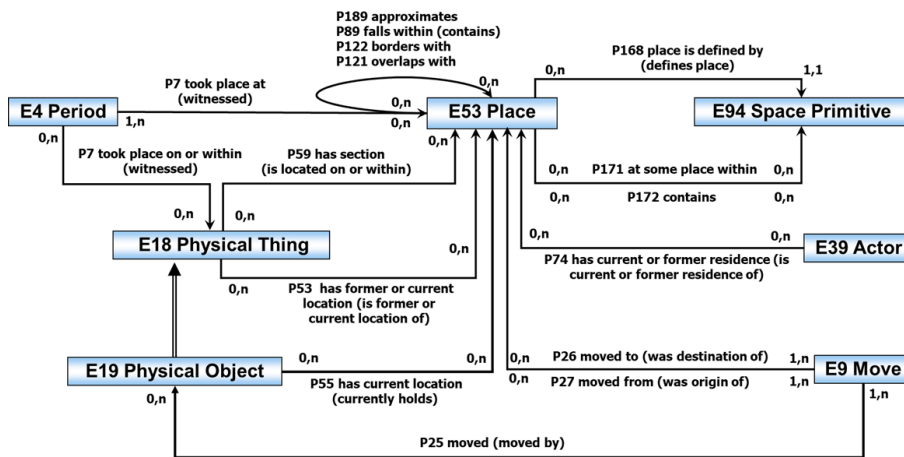 P189 approximates
P89 falls within (contains)
P122 borders with
P121 overlaps with
P168 place is defined by
(defines place)
0,n
0,n
1,1
P7 took place at
(witnessed)
0,n
E4 Period
E53 Place
E94 Space Primitive
0,n
1,n
0,n
0,n
P7 took place on or within
(witnessed)
P59 has section
(is located on or within)
0,n
P171 at some place within
0,n
0,n
P172 contains
0,n
0,n
0,n
E18 Physical Thing
0,n
0,n
0,n
E39 Actor
0,n
P53 has former or current
location (is former or
current location of)
P74 has current or former residence (is
current or former residence of)
0,n
0,n
0,n
P26 moved to (was destination of)
1,n
E19 Physical Object
E9 Move
0,n
P55 has current location
(currently holds)
0,n
P27 moved from (was origin of)
1,n
1,n
P25 moved (moved by)